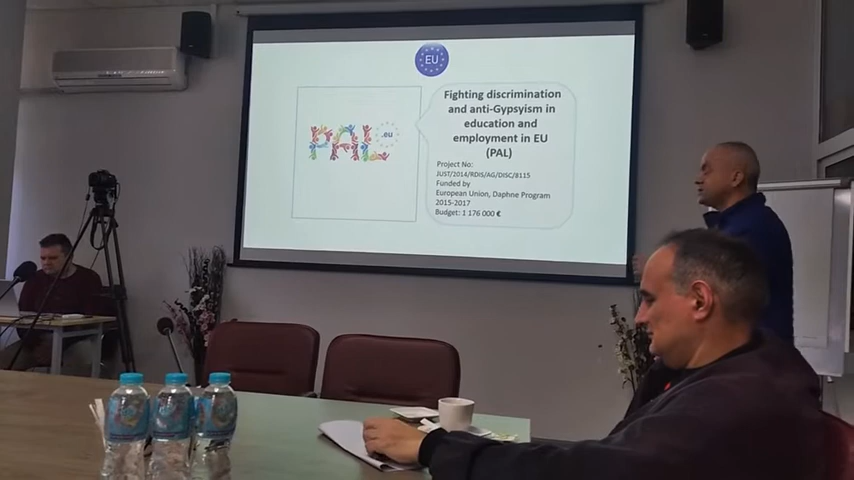 EU
PAL
.eu
Fighting discrimination
and anti-Gypsyism in
education and
employment in EU
(PAL)
Project No:
JUST/2014/RDIS/AG/DISC/8115
Funded by
European Union, Daphne Program
2015-2017
Budget: 1 176 000 €